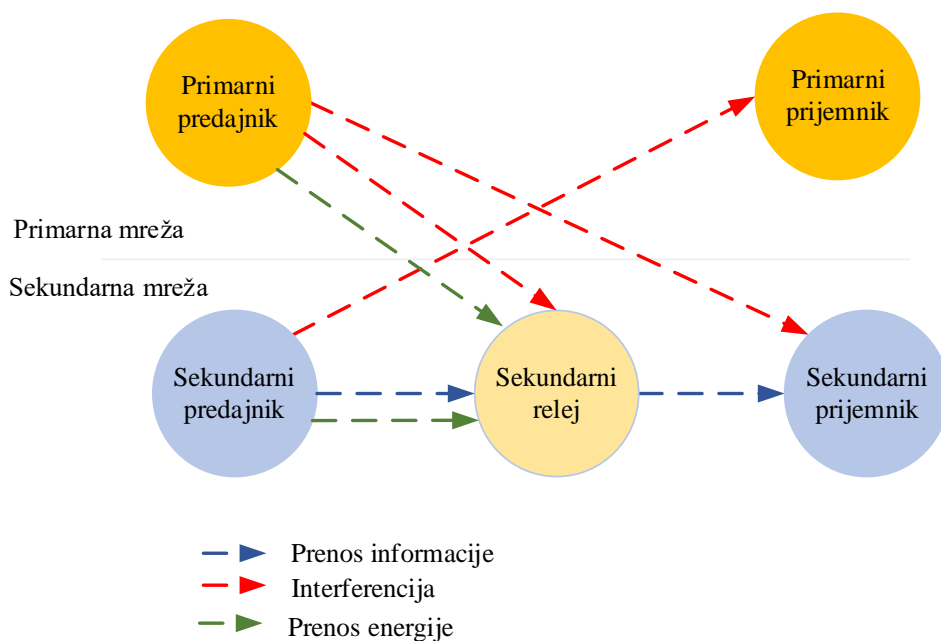 Primarni
predajnik
Primarni
prijemnik
Primarna mreža
Sekundarna mreža
Sekundarni
predajnik
Sekundarni
relej
Sekundarni
prijemnik
Prenos informacije
Interferencija
Prenos energije